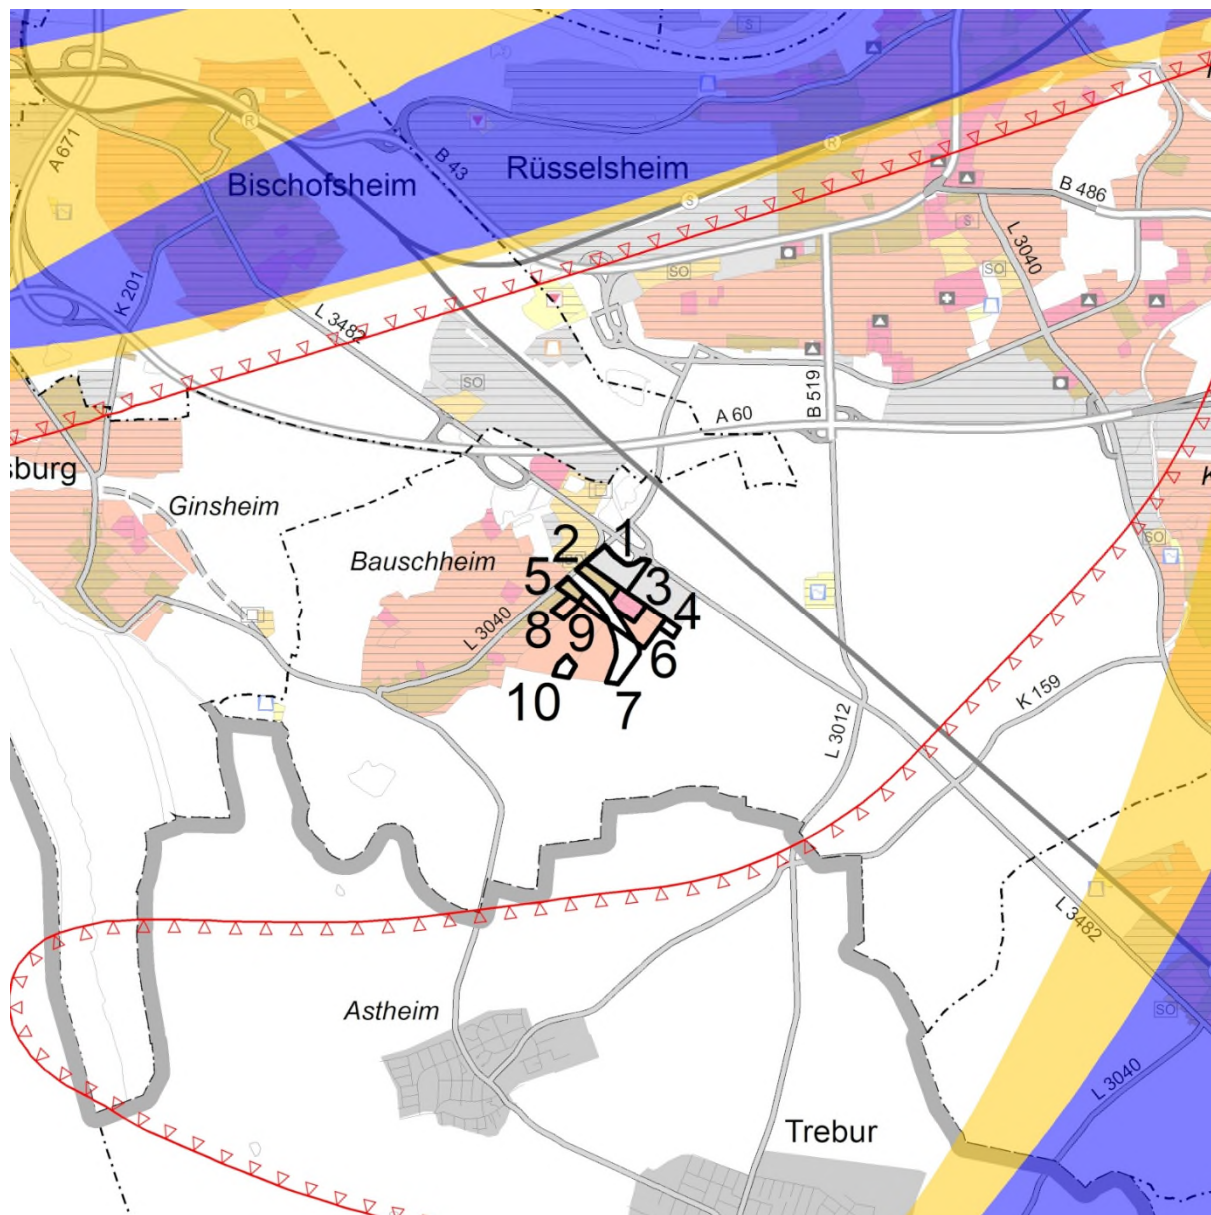 S
A 671
R
B 43
Rüsselsheim
R
Bischofsheim
S
B 486
S
L 3040
K 201
SO
SO
L 3482
SO
B 519
A 60
sburg
K
Ginsheim
Bauschheim
2
1
SO
5
3
8
9
4
L 3040
6
10
7
K 159
L 3012
L 3482
Astheim
SO
L 3040
Trebur